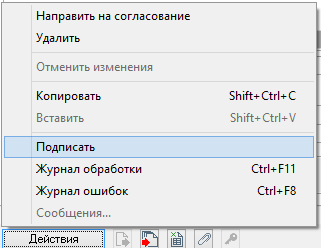 Направить на согласование
Удалить
Отменить изменения
Копировать Shift+Ctrl+C
Вставить Shift+Ctrl+V
Подписать
Журнал обработки Ctrl+F11
Журнал ошибок Ctrl+F8
Сообщения...
Действия